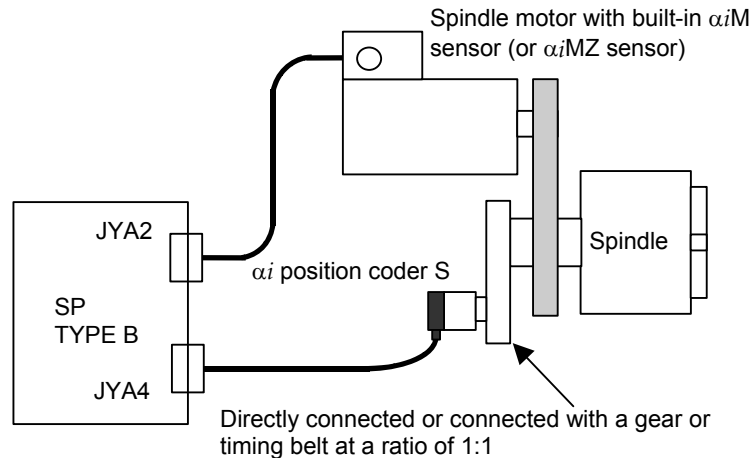 Spindle motor with built-in αiM
sensor (or αiMZ sensor)
JYA2
Spindle
αi position coder S
SP
TYPE B
JYA4
Directly connected or connected with a gear or
timing belt at a ratio of 1:1